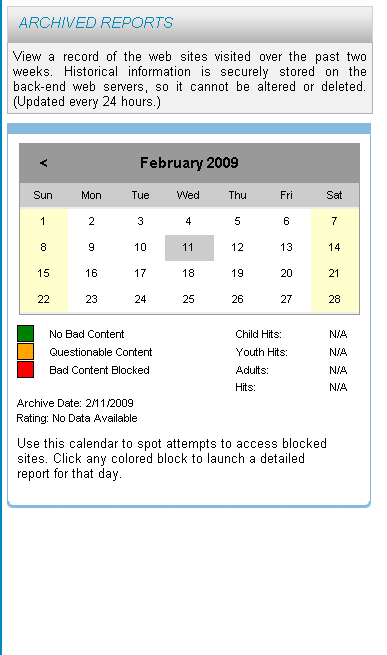 ARCHIVED REPORTS
View a record of the web sites visited over the past two
weeks. Historical information is securely stored on the
back-end web servers, so it cannot be altered or deleted.
(Updated every 24 hours.)
< February 2009
Sun Mon Tue Wed Thu Fri Sat
1 2 3 4 5 6 7
8 9 10 11 12 13 14
15 16 17 18 19 20 21
22 23 24 25 26 27 28
No Bad Content Child Hits: N/A
Questionable Content Youth Hits: N/A
Bad Content Blocked Adults: N/A
Hits: N/A
Archive Date: 2/11/2009
Rating: No Data Available
Use this calendar to spot attempts to access blocked
sites. Click any colored block to launch a detailed
report for that day.